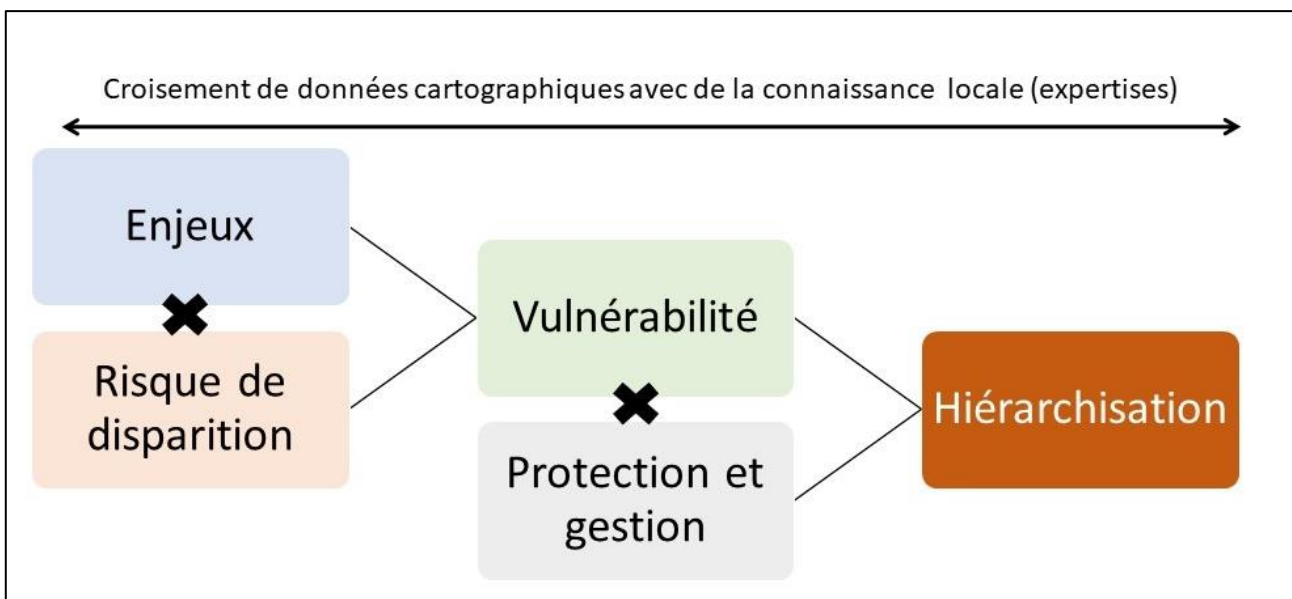 Croisement de données cartographiques avec de la connaissance locale (expertises)
Enjeux
Risque de
disparition
Vulnérabilité
Protection et
gestion
Hiérarchisation